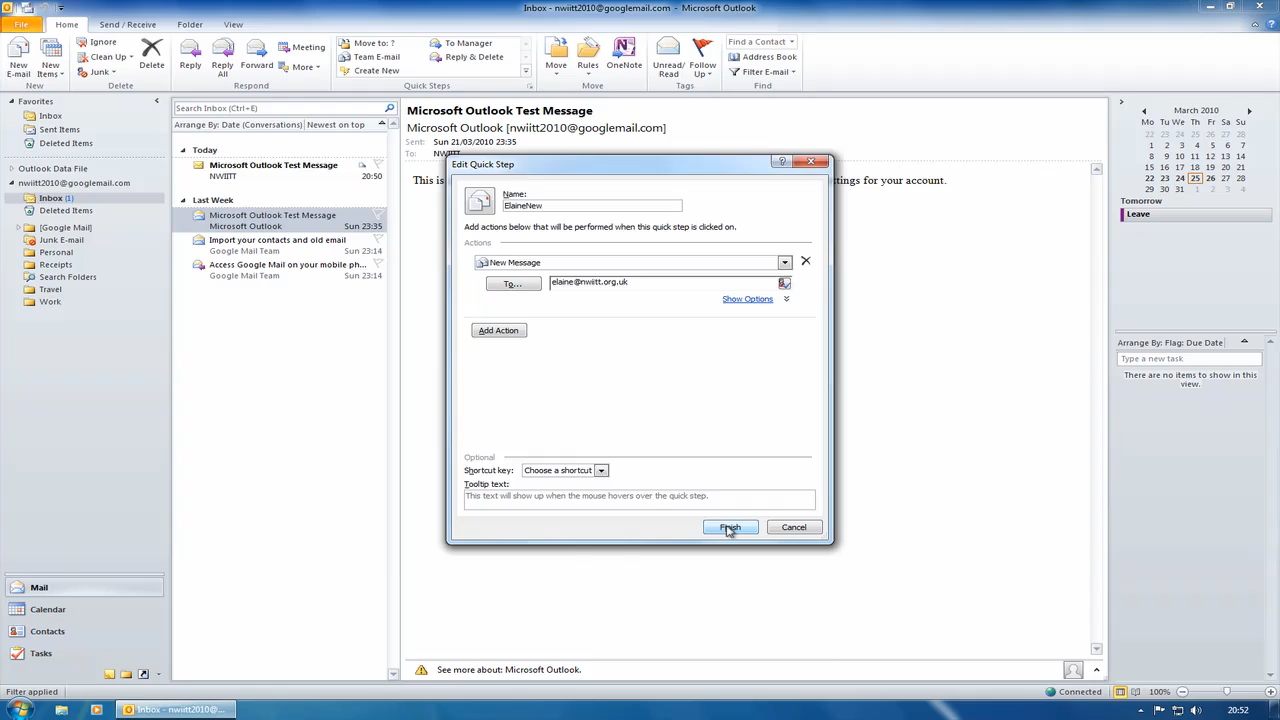 Inbox - nwiitt2010@googlemail.com - Microsoft Outlook
File Home Send / Receive Folder View
New E-mail
New Items
New
Ignore
Clean Up
Junk
Delete
Delete
Reply
Reply All
Forward
Meeting
More
Respond
Move to: ?
Team E-mail
Create New
To Manager
Reply & Delete
Quick Steps
Move
Rules
OneNote
Move
Unread/ Read
Follow Up
Tags
Find a Contact
Address Book
Filter E-mail
Find
Favorites
Inbox
Sent Items
Deleted Items
Outlook Data File
nwiitt2010@googlemail.com
Inbox (1)
Deleted Items
[Google Mail]
Junk E-mail
Personal
Receipts
Search Folders
Travel
Work
Mail
Calendar
Contacts
Tasks
Search Inbox (Ctrl+E)
Arrange By: Date (Conversations) Newest on top
Today
Microsoft Outlook Test Message
NWIITT 20:50
Last Week
Microsoft Outlook Test Message
Microsoft Outlook Sun 23:35
Import your contacts and old email
Google Mail Team Sun 23:14
Access Google Mail on your mobile ph...
Google Mail Team Sun 23:14
Microsoft Outlook Test Message
Microsoft Outlook [nwiitt2010@googlemail.com]
Sent: Sun 21/03/2010 23:35
To: NWIITT
This is
ttings for your account.
Edit Quick Step
Name:
ElaineNew
Add actions below that will be performed when this quick step is clicked on.
Actions
New Message
To... elaine@nwiitt.org.uk
Show Options
Add Action
Optional
Shortcut key: Choose a shortcut
Tooltip text:
This text will show up when the mouse hovers over the quick step.
Finish Cancel
See more about: Microsoft Outlook.
March 2010
Mo Tu We Th Fr Sa Su
22 23 24 25 26 27 28
1 2 3 4 5 6 7
8 9 10 11 12 13 14
15 16 17 18 19 20 21
22 23 24 25 26 27 28
29 30 31 1 2 3 4
Tomorrow
Leave
Arrange By: Flag: Due Date
Type a new task
There are no items to show in this view.
Filter applied
Connected 100%
Inbox - nwiitt2010@...
20:52